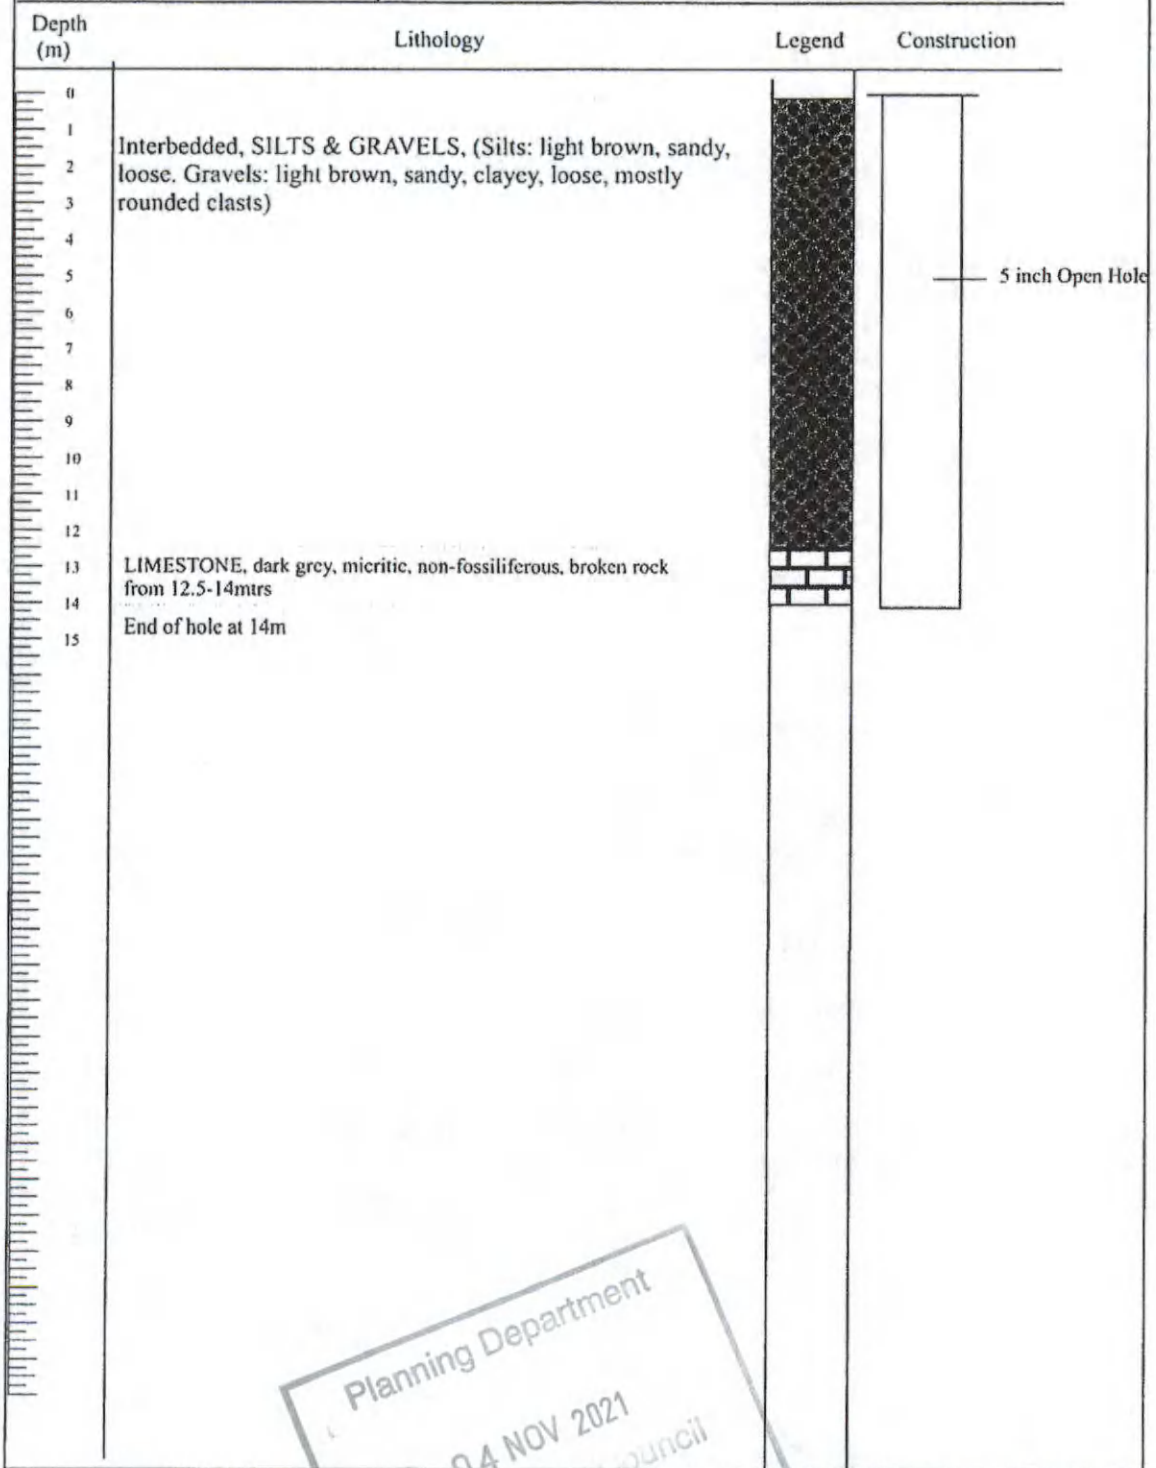 Depth
(m)
Lithology
Legend
Construction
0
1
Interbedded, SILTS & GRAVELS, (Silts: light brown, sandy,
2
loose. Gravels: light brown, sandy, clayey, loose, mostly
3
rounded clasts)
4
5
5 inch Open Hole
6
7
8
9
10
11
12
13
LIMESTONE, dark grey, micritic, non-fossiliferous, broken rock
from 12.5-14mtrs
14
End of hole at 14m
15
Planning Department
04 NOV 2021
Council